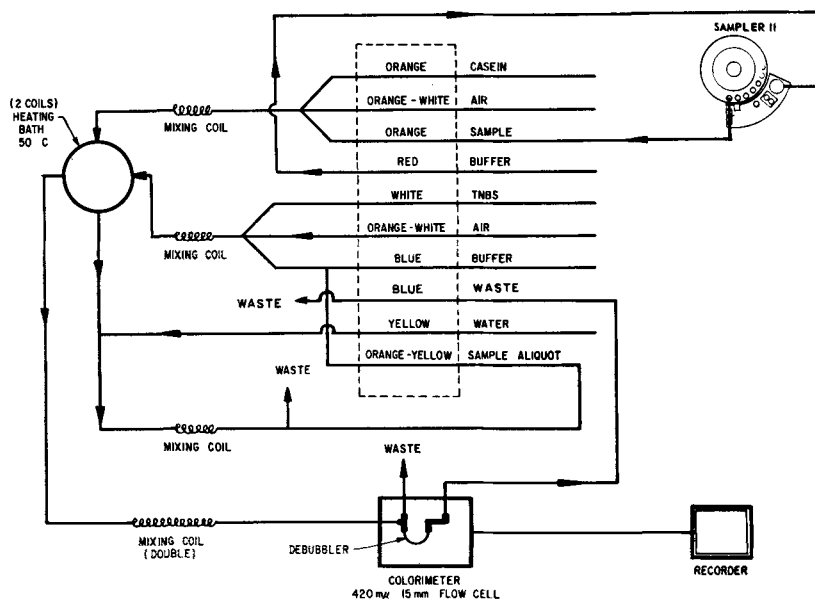 SAMPLER II
ORANGE CASEIN
(2 COILS)
HEATING
BATH
50 C
ORANGE-WHITE AIR
MIXING COIL
ORANGE SAMPLE
RED BUFFER
WHITE TNBS
ORANGE-WHITE AIR
MIXING COIL
BLUE BUFFER
WASTE
BLUE WASTE
YELLOW WATER
ORANGE-YELLOW SAMPLE ALIQUOT
WASTE
MIXING COIL
WASTE
MIXING COIL
(DOUBLE)
DEBUBBLER
COLORIMETER
420 mµ 15mm FLOW CELL
RECORDER